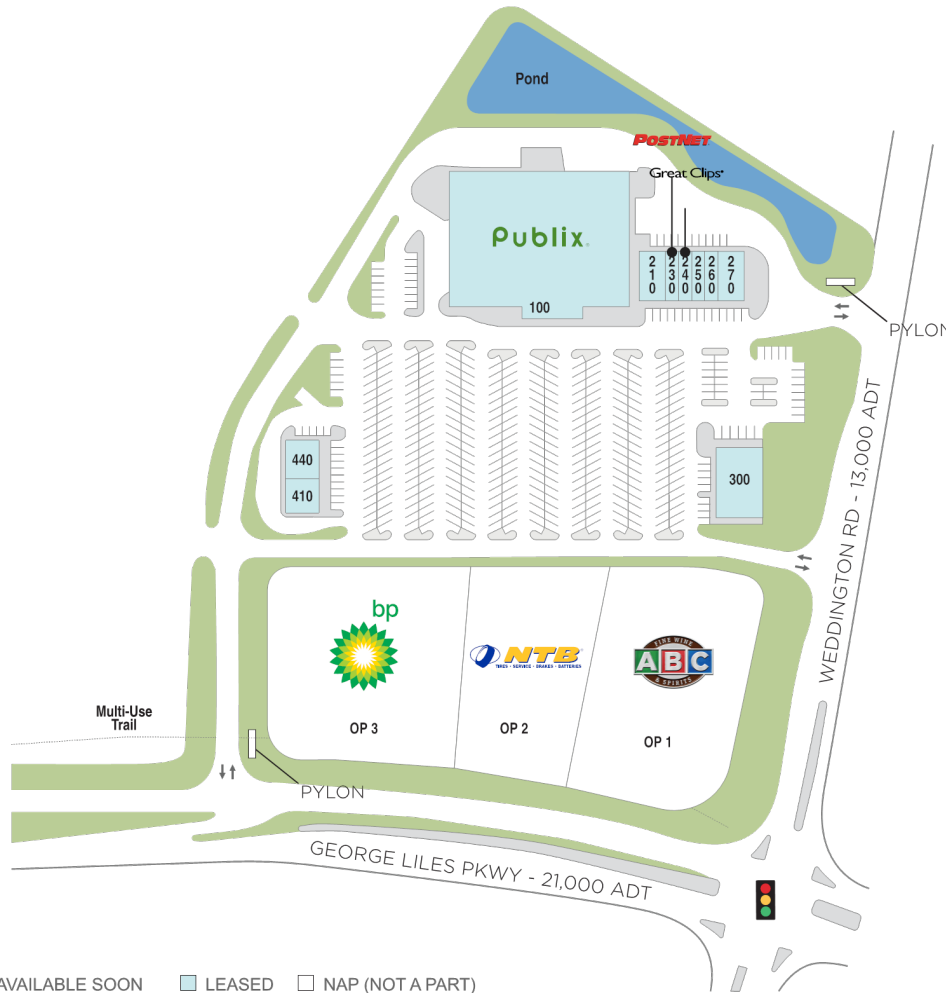 Pond
PostNet
Great Clips
Publix
100
210
230
240
250
260
270
PYLON
440
410
300
WEDDINGTON RD - 13,000 ADT
bp
NTB
TIRES · SERVICE · BRAKES · BATTERIES
FINE WINE
ABC
& SPIRITS
OP 3
OP 2
OP 1
Multi-Use
Trail
PYLON
GEORGE LILES PKWY - 21,000 ADT
AVAILABLE SOON
LEASED
NAP (NOT A PART)